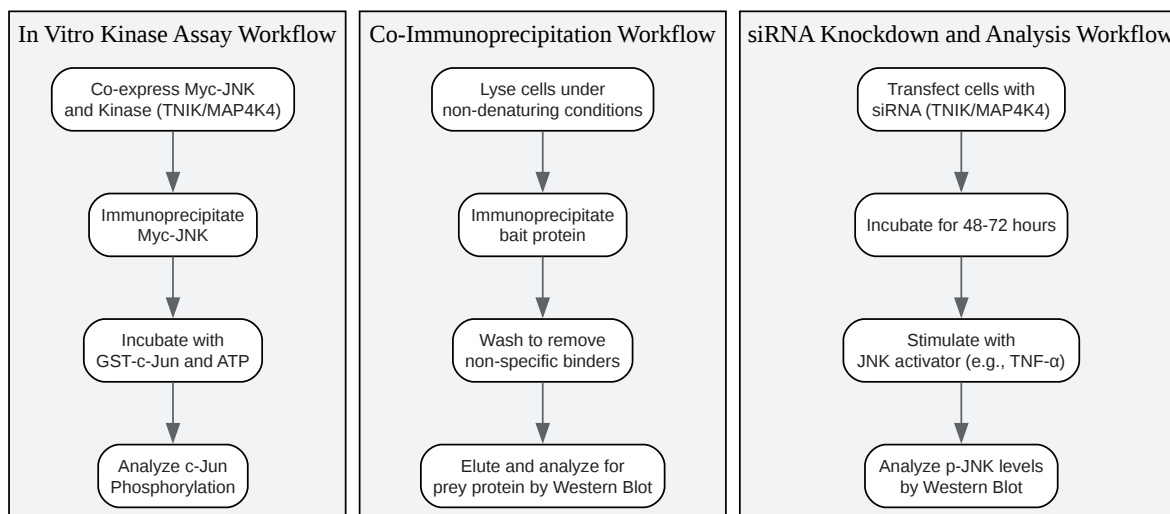 In Vitro Kinase Assay Workflow
Co-express Myc-JNK
and Kinase (TNIK/MAP4K4)
Immunoprecipitate
Myc-JNK
Incubate with
GST-c-Jun and ATP
Analyze c-Jun
Phosphorylation
Co-Immunoprecipitation Workflow
Lyse cells under
non-denaturing conditions
Immunoprecipitate
bait protein
Wash to remove
non-specific binders
Elute and analyze for
prey protein by Western Blot
siRNA Knockdown and Analysis Workflow
Transfect cells with
siRNA (TNIK/MAP4K4)
Incubate for 48-72 hours
Stimulate with
JNK activator (e.g., TNF-α)
Analyze p-JNK levels
by Western Blot